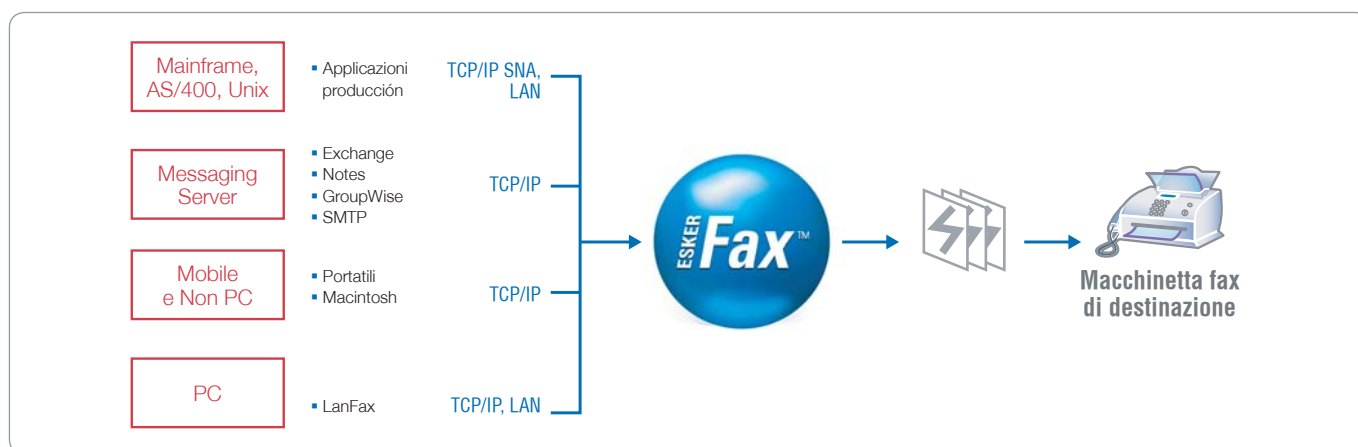 Mainframe,
AS/400, Unix
▪ Applicazioni
producción
TCP/IP SNA,
LAN
Messaging
Server
▪ Exchange
▪ Notes
▪ GroupWise
▪ SMTP
TCP/IP
Mobile
e Non PC
▪ Portatili
▪ Macintosh
TCP/IP
PC
▪ LanFax
TCP/IP, LAN
ESKER
Fax™
Macchinetta fax
di destinazione